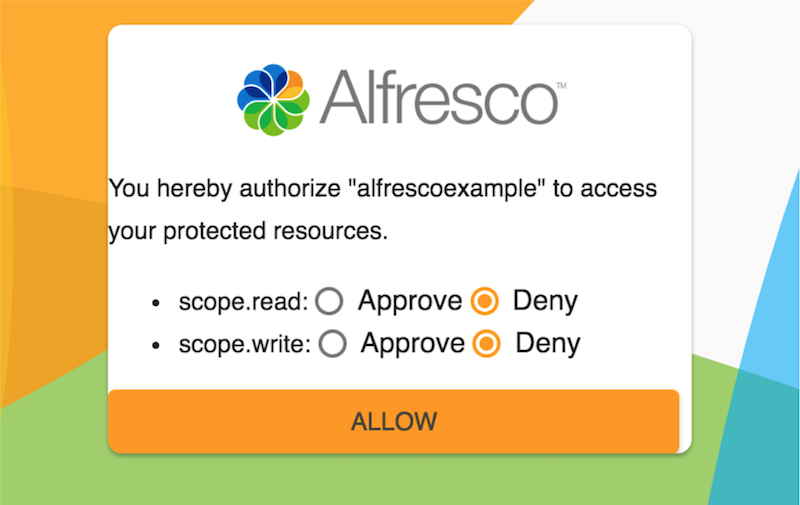 Alfresco™
You hereby authorize "alfrescoexample" to access
your protected resources.
• scope.read: Approve Deny
• scope.write: Approve Deny
ALLOW